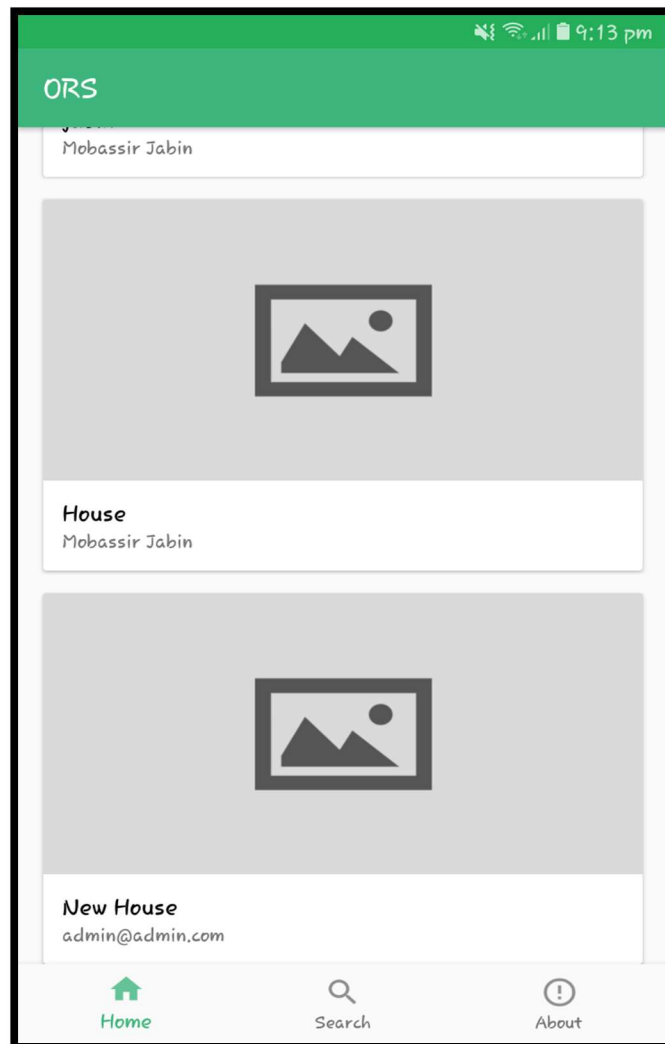 9:13 pm
ORS
Mobassir Jabin
House
Mobassir Jabin
New House
admin@admin.com
Home
Search
About